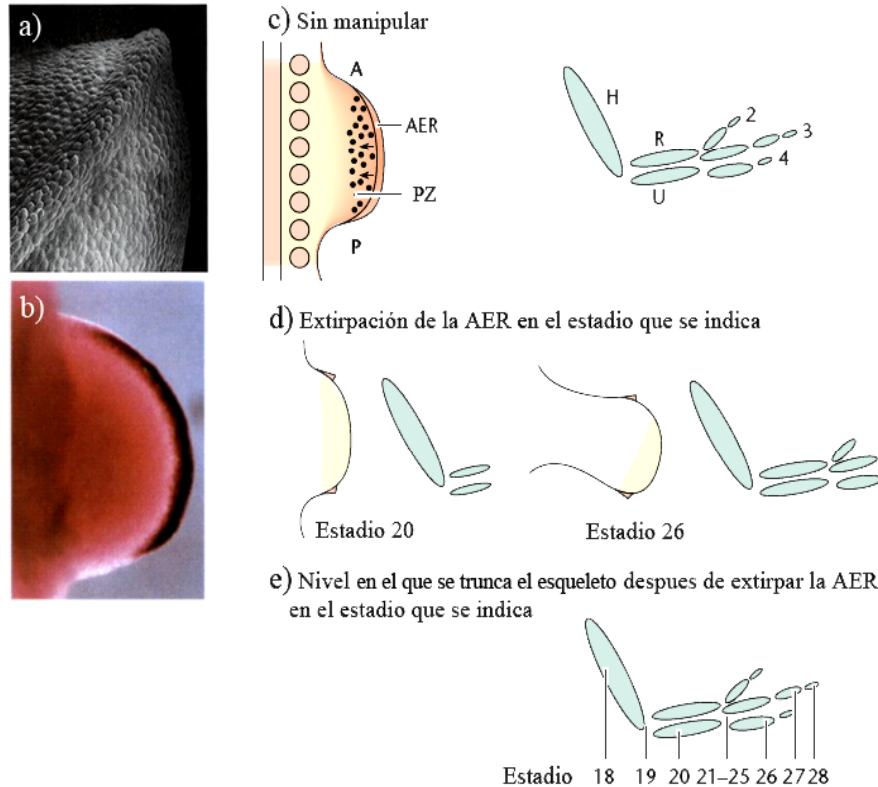 a)
b)
c) Sin manipular
A
AER
PZ
P
H
R
U
2
3
4
d) Extirpación de la AER en el estadio que se indica
Estadio 20
Estadio 26
e) Nivel en el que se trunca el esqueleto despues de extirpar la AER
en el estadio que se indica
Estadio 18 19 20 21–25 26 27 28